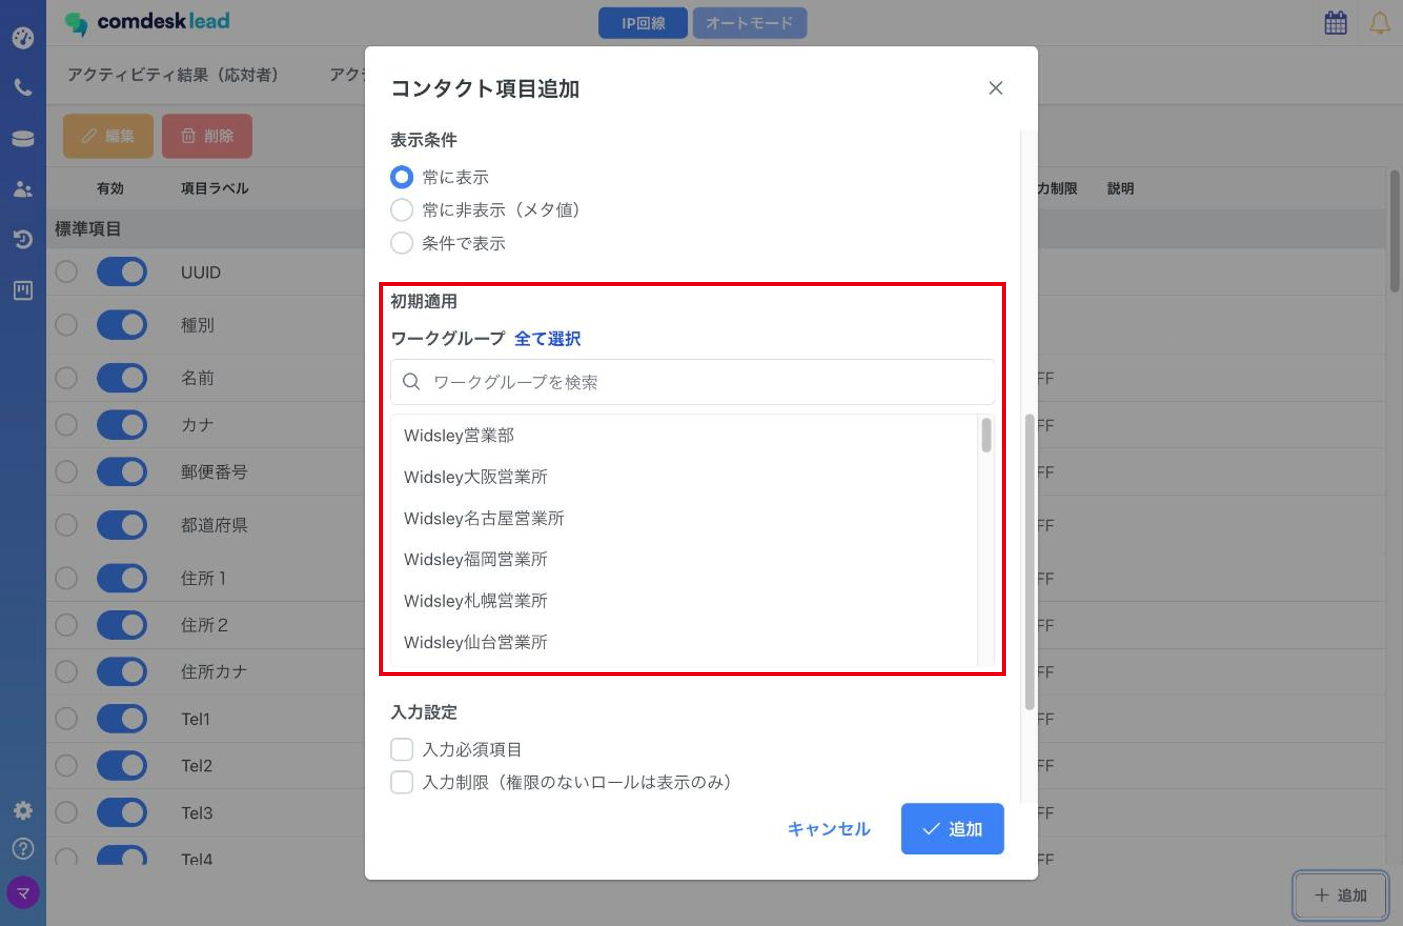 comdesk lead
IP回線
オートモード
アクティビティ結果（応対者）
アク
編集
削除
有効
項目ラベル
力制限
説明
標準項目
UUID
種別
名前
FF
カナ
FF
郵便番号
FF
都道府県
FF
住所１
FF
住所２
FF
住所カナ
FF
Tel1
FF
Tel2
FF
Tel3
FF
Tel4
FF
マ
コンタクト項目追加
表示条件
常に表示
常に非表示（メタ値）
条件で表示
初期適用
ワークグループ 全て選択
ワークグループを検索
Widsley営業部
Widsley大阪営業所
Widsley名古屋営業所
Widsley福岡営業所
Widsley札幌営業所
Widsley仙台営業所
入力設定
入力必須項目
入力制限（権限のないロールは表示のみ）
キャンセル
追加
追加